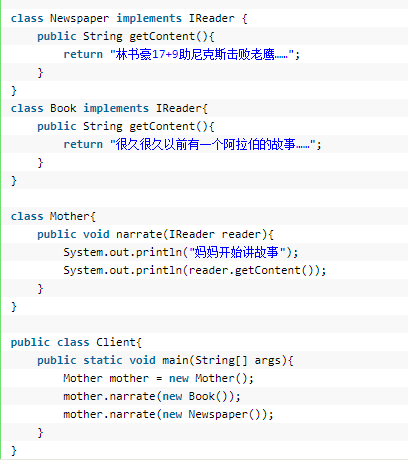 class Newspaper implements IReader {
    public String getContent(){
        return "林书豪17+9助尼克斯击败老鹰……";
    }
}
class Book implements IReader{
    public String getContent(){
        return "很久很久以前有一个阿拉伯的故事……";
    }
}

class Mother{
    public void narrate(IReader reader){
        System.out.println("妈妈开始讲故事");
        System.out.println(reader.getContent());
    }
}

public class Client{
    public static void main(String[] args){
        Mother mother = new Mother();
        mother.narrate(new Book());
        mother.narrate(new Newspaper());
    }
}